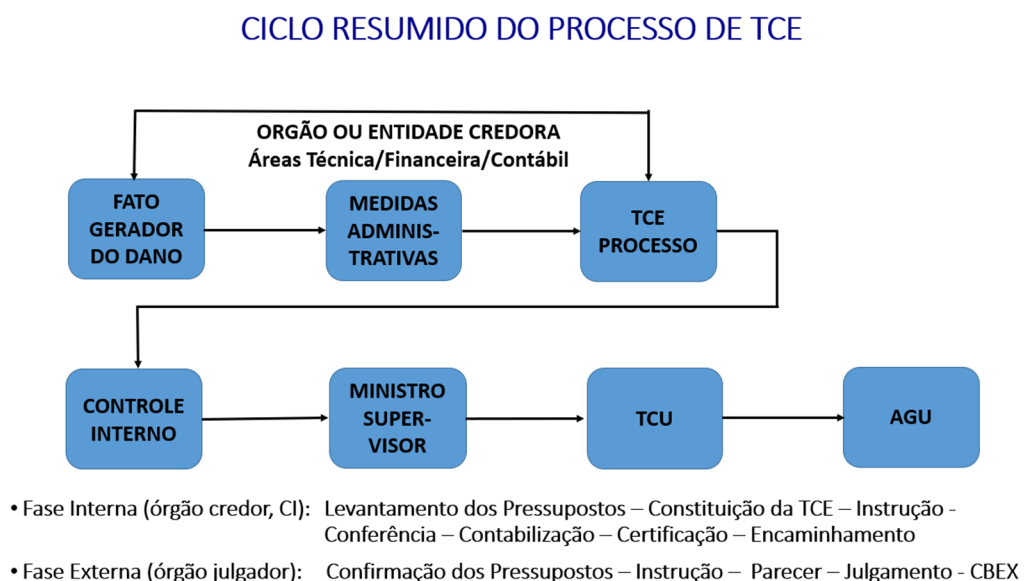 CICLO RESUMIDO DO PROCESSO DE TCE
ORGÃO OU ENTIDADE CREDORA
Áreas Técnica/Financeira/Contábil
FATO
GERADOR
DO DANO
MEDIDAS
ADMINIS-
TRATIVAS
TCE
PROCESSO
CONTROLE
INTERNO
MINISTRO
SUPER-
VISOR
TCU
AGU
• Fase Interna (órgão credor, CI): Levantamento dos Pressupostos – Constituição da TCE – Instrução -
Conferência – Contabilização – Certificação – Encaminhamento
• Fase Externa (órgão julgador): Confirmação dos Pressupostos – Instrução – Parecer – Julgamento - CBEX